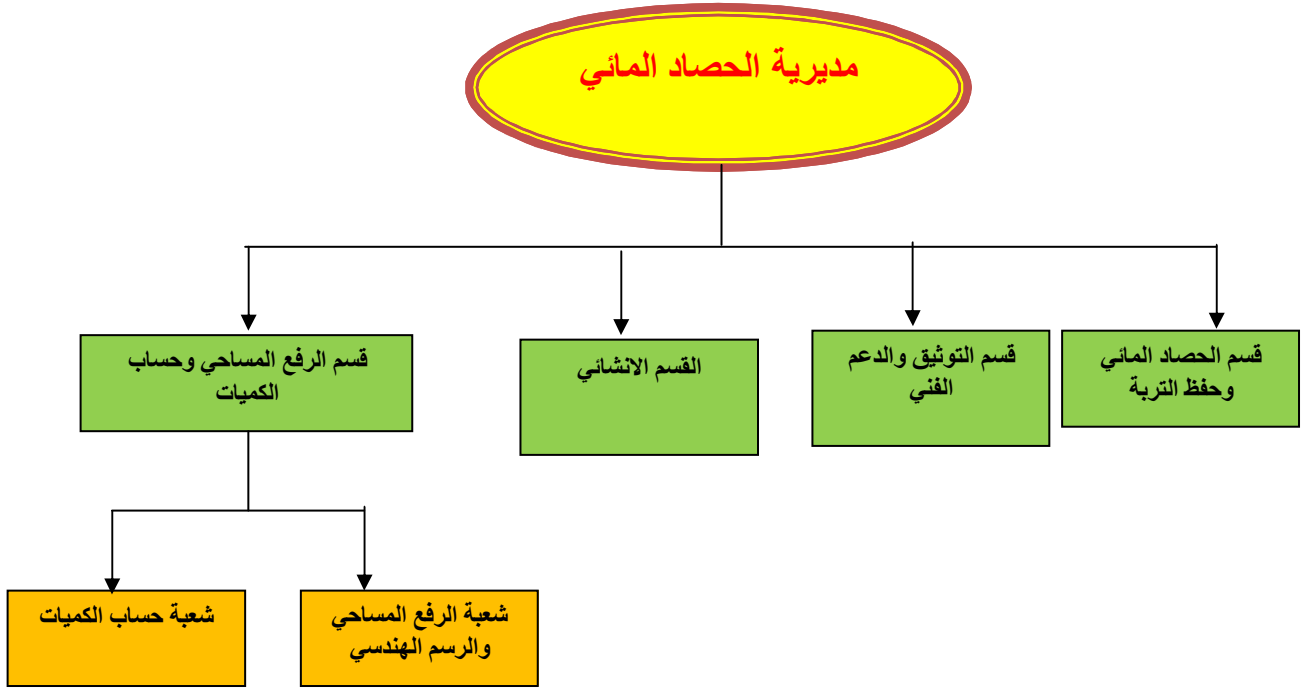 مديرية الحصاد المائي
قسم الحصاد المائي
وحفظ التربة
قسم التوثيق والدعم
الفني
القسم الانشائي
قسم الرفع المساحي وحساب
الكميات
شعبة الرفع المساحي
والرسم الهندسي
شعبة حساب الكميات